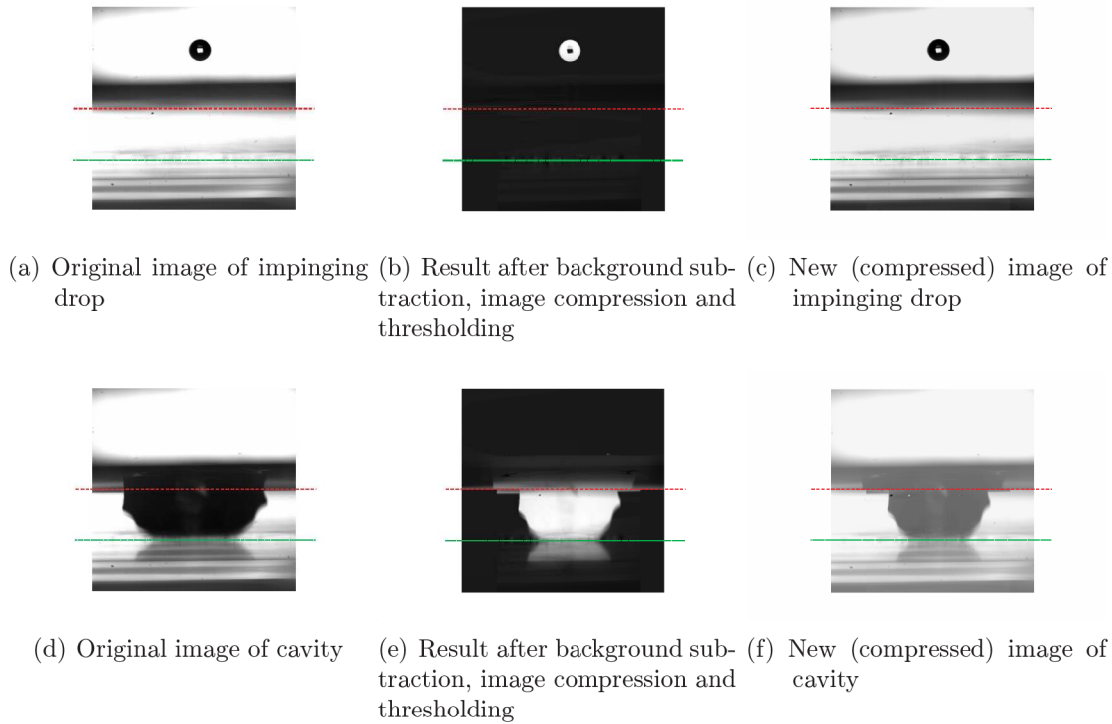 (a) Original image of impinging
drop
(b) Result after background sub-
traction, image compression and
thresholding
(c) New (compressed) image of
impinging drop
(d) Original image of cavity
(e) Result after background sub-
traction, image compression and
thresholding
(f) New (compressed) image of
cavity